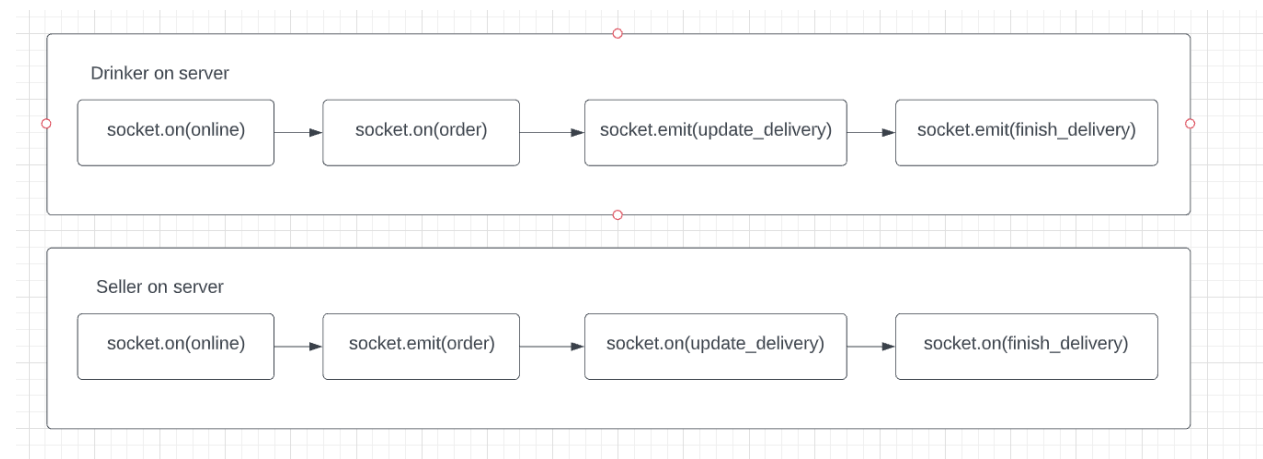 Drinker on server
socket.on(online)
socket.on(order)
socket.emit(update_delivery)
socket.emit(finish_delivery)
Seller on server
socket.on(online)
socket.emit(order)
socket.on(update_delivery)
socket.on(finish_delivery)